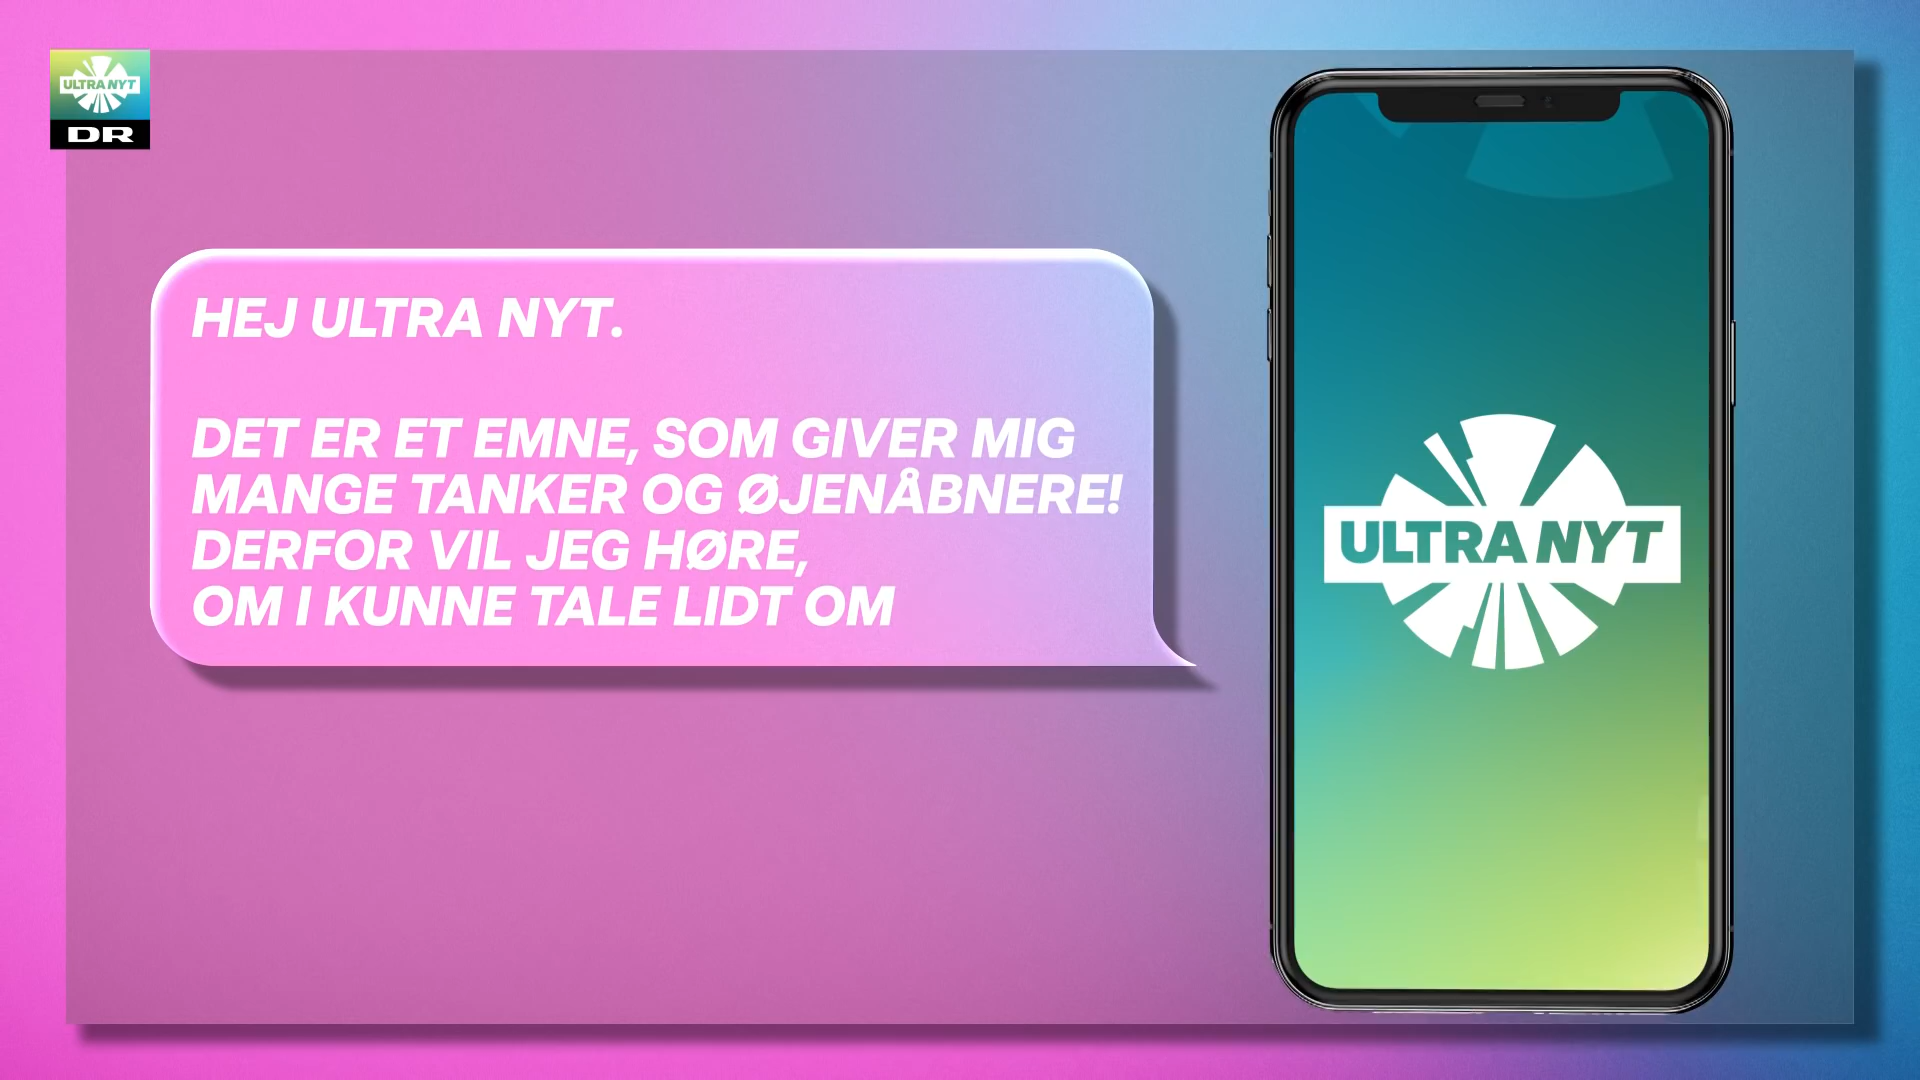 ULTRA NYT
DR
HEJ ULTRA NYT.
DET ER ET EMNE, SOM GIVER MIG
MANGE TANKER OG ØJENÅBNERE!
DERFOR VIL JEG HØRE,
OM I KUNNE TALE LIDT OM
ULTRA NYT